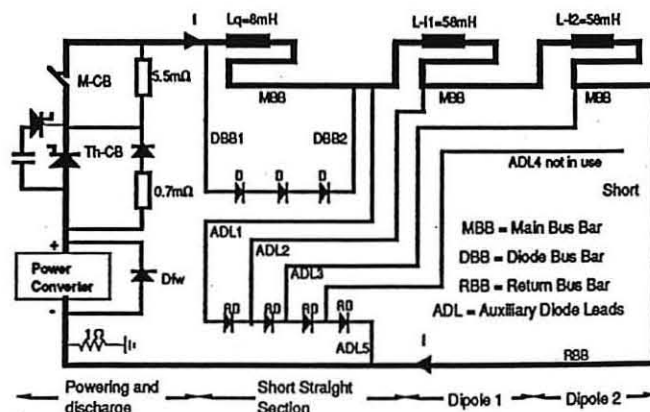 I
Lq=8mH
L-I1=58mH
L-I2=58mH
M-CB
5.5mΩ
MBB
MBB
MBB
DBB1
DBB2
Th-CB
D D D
ADL4 not in use
0.7mΩ
Short
ADL1
ADL2
ADL3
MBB = Main Bus Bar
DBB = Diode Bus Bar
RBB = Return Bus Bar
ADL = Auxiliary Diode Leads
+
Power
Converter
-
Dfw
RD RD RD RD
1Ω
ADL5
I
RBB
Powering and
discharge
Short Straight
Section
Dipole 1
Dipole 2